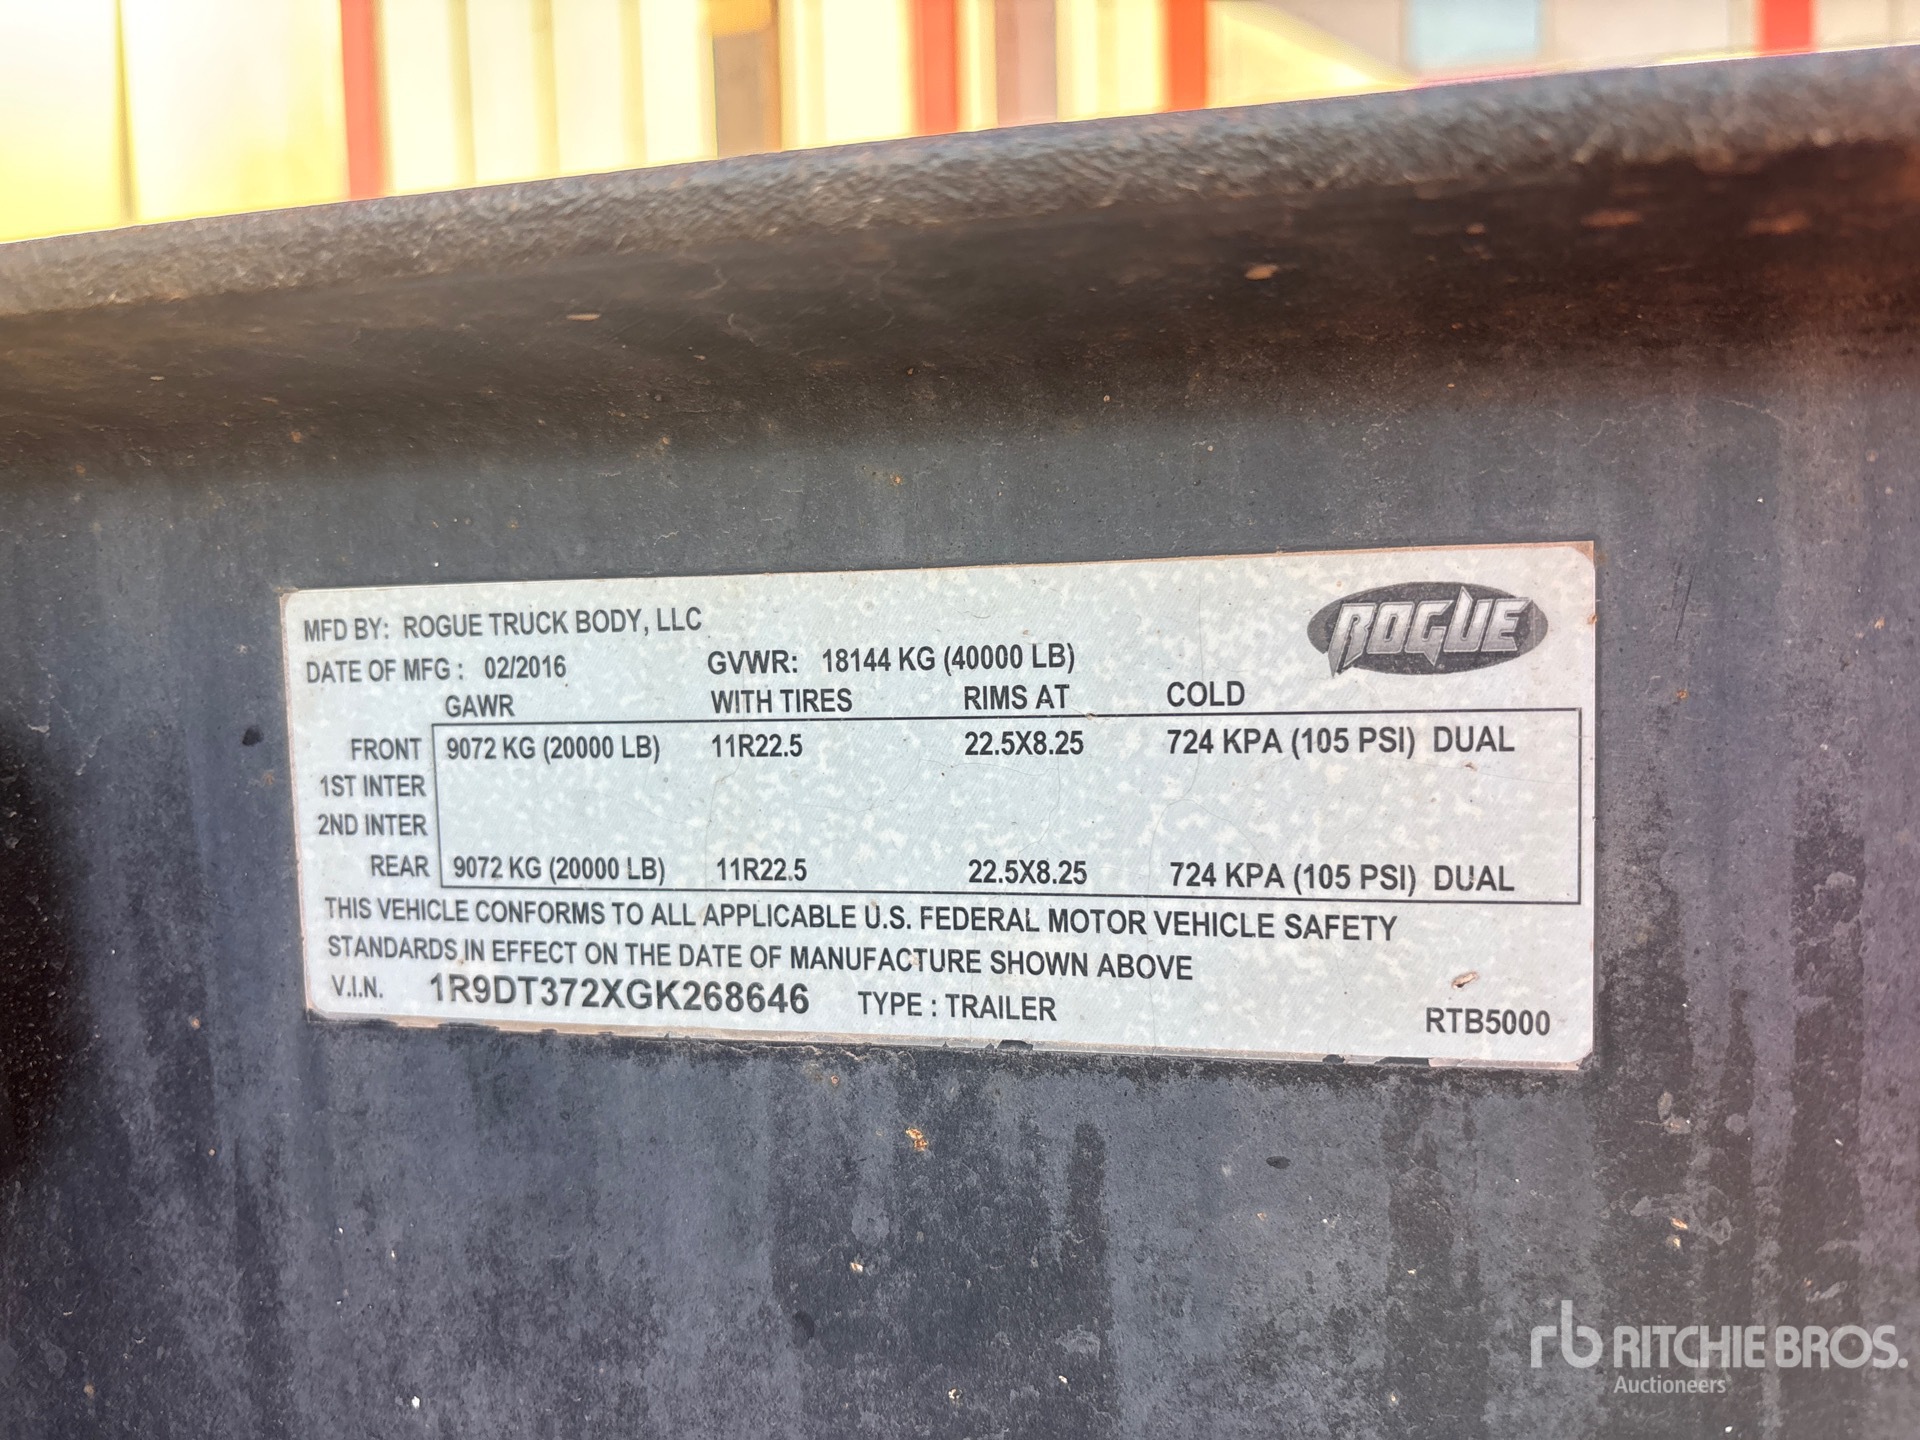 MFD BY: ROGUE TRUCK BODY, LLC
ROGUE
DATE OF MFG : 02/2016 GVWR: 18144 KG (40000 LB)
GAWR WITH TIRES RIMS AT COLD
FRONT 9072 KG (20000 LB) 11R22.5 22.5X8.25 724 KPA (105 PSI) DUAL
1ST INTER
2ND INTER
REAR 9072 KG (20000 LB) 11R22.5 22.5X8.25 724 KPA (105 PSI) DUAL
THIS VEHICLE CONFORMS TO ALL APPLICABLE U.S. FEDERAL MOTOR VEHICLE SAFETY
STANDARDS IN EFFECT ON THE DATE OF MANUFACTURE SHOWN ABOVE
V.I.N. 1R9DT372XGK268646 TYPE : TRAILER RTB5000
rb RITCHIE BROS.
Auctioneers